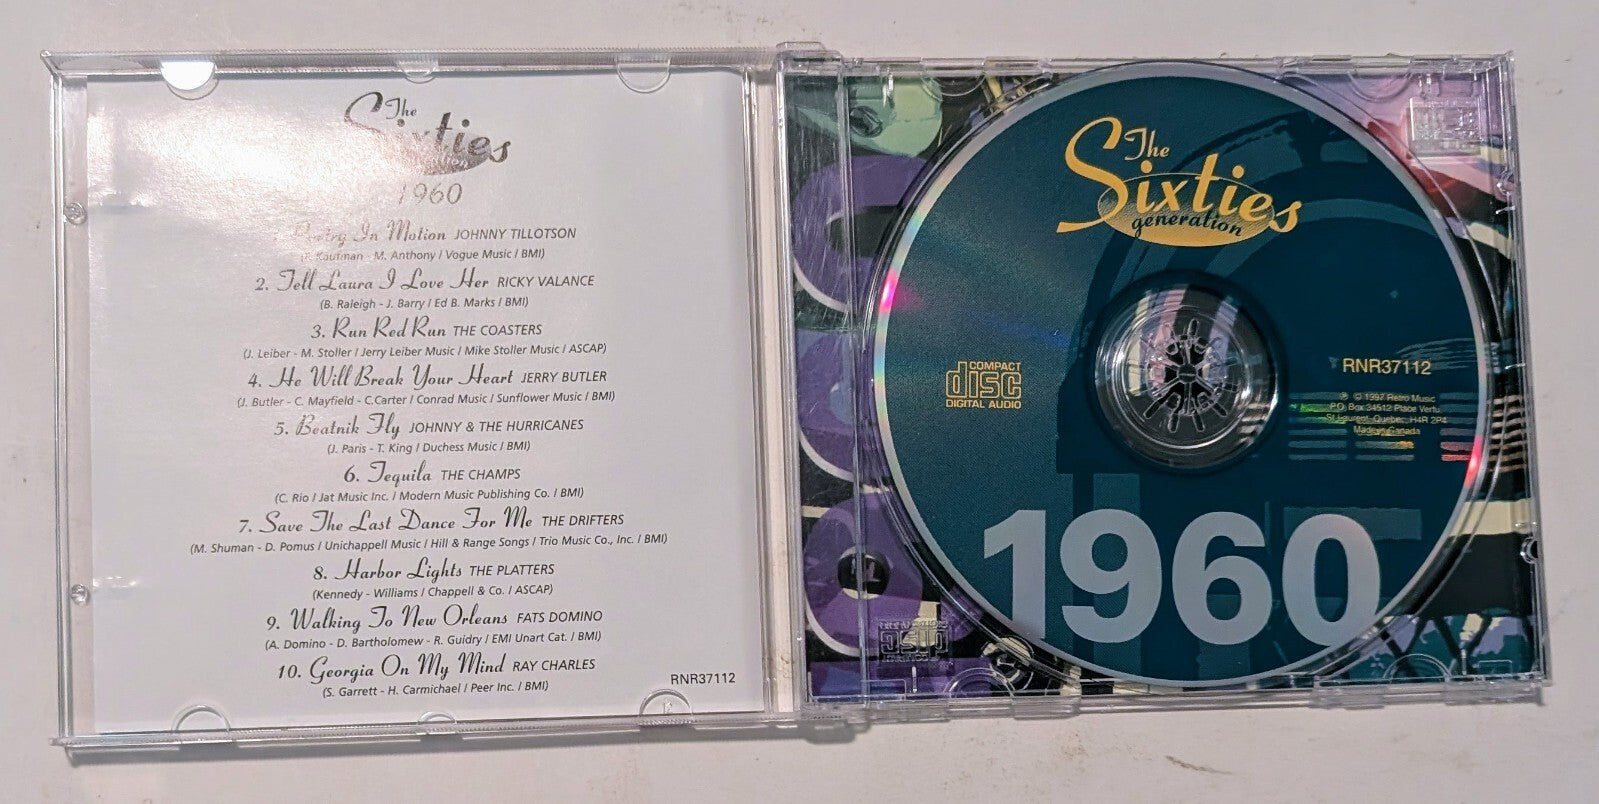 The
Sixties
1960
Poetry In Motion JOHNNY TILLOTSON
Kaufman - M. Anthony / Vogue Music / BMI)
2. Tell Laura I Love Her RICKY VALANCE
(B. Raleigh - J. Barry / Ed B. Marks / BMI)
3. Run Red Run THE COASTERS
(J. Leiber - M. Stoller / Jerry Leiber Music / Mike Stoller Music / ASCAP)
4. He Will Break Your Heart JERRY BUTLER
(J. Butler - C. Mayfield - C.Carter / Conrad Music / Sunflower Music / BMI)
5. Beatnik Fly JOHNNY & THE HURRICANES
(J. Paris - T. King / Duchess Music / BMI)
6. Tequila THE CHAMPS
(C. Rio / Jat Music Inc. / Modern Music Publishing Co. / BMI)
7. Save The Last Dance For Me THE DRIFTERS
(M. Shuman - D. Pomus / Unichappell Music / Hill & Range Songs / Trio Music Co., Inc. / BMI)
8. Harbor Lights THE PLATTERS
(Kennedy - Williams / Chappell & Co. / ASCAP)
9. Walking To New Orleans FATS DOMINO
(A. Domino - D. Bartholomew - R. Guidry / EMI Unart Cat. / BMI)
10. Georgia On My Mind RAY CHARLES
(S. Garrett - H. Carmichael / Peer Inc. / BMI)
RNR37112
The
Sixties
generation
COMPACT
disc
DIGITAL AUDIO
RNR37112
℗ © 1997 Retro Music
P.O. Box 34512 Place Vertu
St-Laurent, Quebec, H4R 2P4
Made in Canada
1960